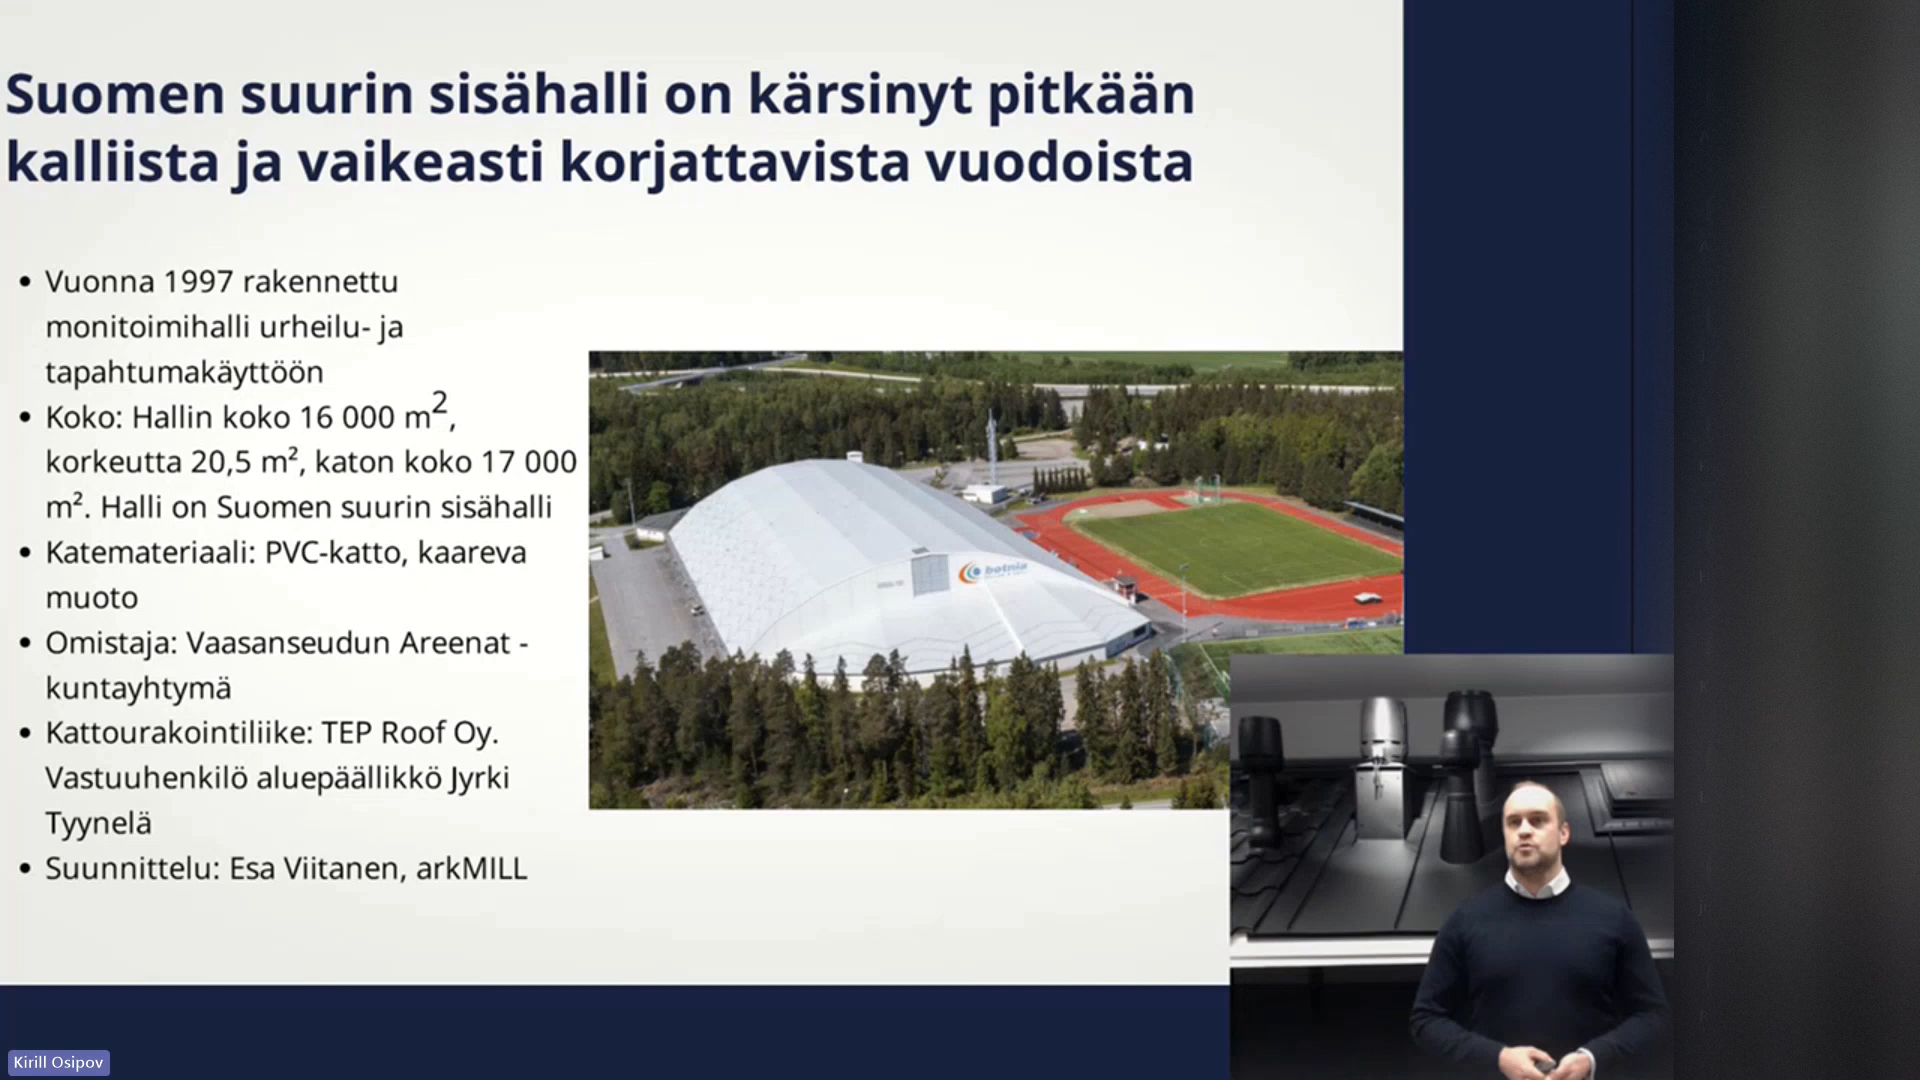 Suomen suurin sisähalli on kärsinyt pitkään
kalliista ja vaikeasti korjattavista vuodoista
• Vuonna 1997 rakennettu
monitoimihalli urheilu- ja
tapahtumakäyttöön
• Koko: Hallin koko 16 000 m²,
korkeutta 20,5 m², katon koko 17 000
m². Halli on Suomen suurin sisähalli
• Katemateriaali: PVC-katto, kaareva
muoto
• Omistaja: Vaasanseudun Areenat -
kuntayhtymä
• Kattourakointiliike: TEP Roof Oy.
Vastuuhenkilö aluepäällikkö Jyrki
Tyynelä
• Suunnittelu: Esa Viitanen, arkMILL
botnia
Kirill Osipov